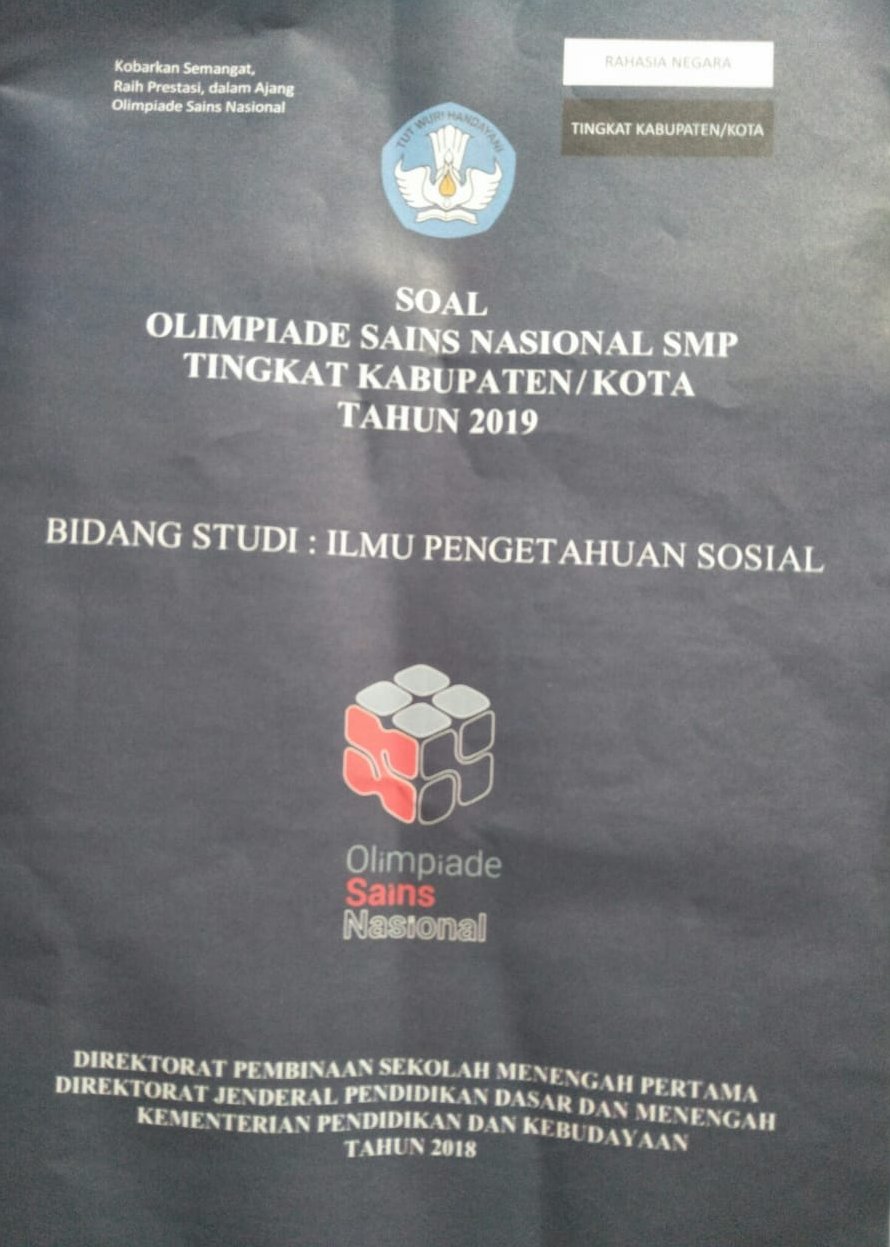 Kobarkan Semangat,
Raih Prestasi, dalam Ajang
Olimpiade Sains Nasional
RAHASIA NEGARA
TINGKAT KABUPATEN/KOTA
TUT WURI HANDAYANI
SOAL
OLIMPIADE SAINS NASIONAL SMP
TINGKAT KABUPATEN/KOTA
TAHUN 2019
BIDANG STUDI : ILMU PENGETAHUAN SOSIAL
Olimpiade
Sains
Nasional
DIREKTORAT PEMBINAAN SEKOLAH MENENGAH PERTAMA
DIREKTORAT JENDERAL PENDIDIKAN DASAR DAN MENENGAH
KEMENTERIAN PENDIDIKAN DAN KEBUDAYAAN
TAHUN 2018